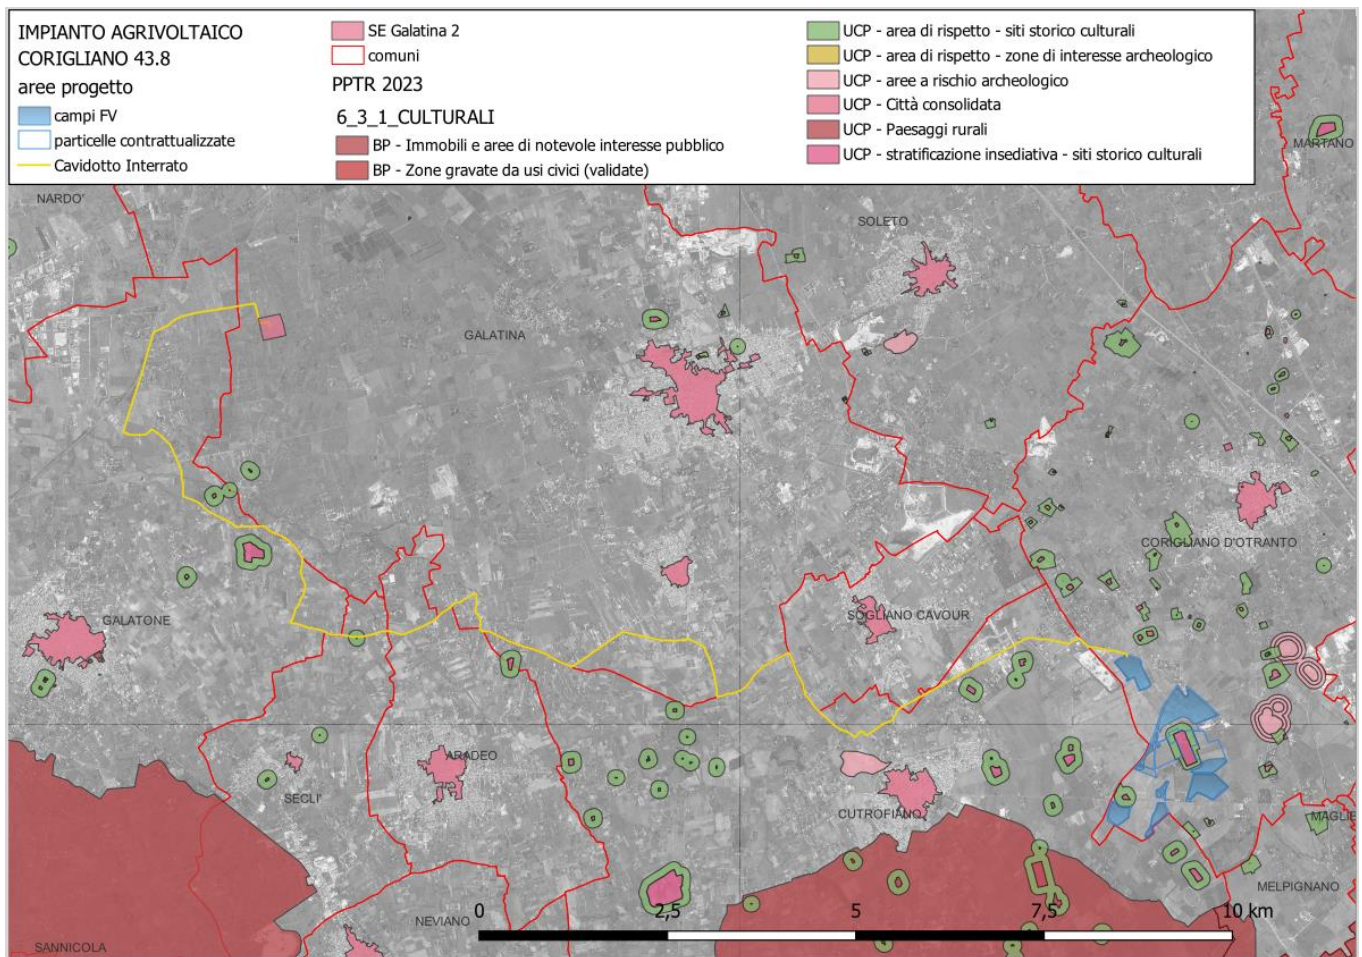 IMPIANTO AGRIVOLTAICO
CORIGLIANO 43.8
aree progetto
campi FV
particelle contrattualizzate
Cavidotto Interrato
SE Galatina 2
comuni
PPTR 2023
6_3_1_CULTURALI
BP - Immobili e aree di notevole interesse pubblico
BP - Zone gravate da usi civici (validate)
UCP - area di rispetto - siti storico culturali
UCP - area di rispetto - zone di interesse archeologico
UCP - aree a rischio archeologico
UCP - Città consolidata
UCP - Paesaggi rurali
UCP - stratificazione insediativa - siti storico culturali
MARTANO
NARDO'
SOLETO
GALATINA
CORIGLIANO D'OTRANTO
SOGLIANO CAVOUR
GALATONE
ARADEO
SECLI'
CUTROFIANO
MAGLIE
MELPIGNANO
NEVIANO
SANNICOLA
0 2,5 5 7,5 10 km